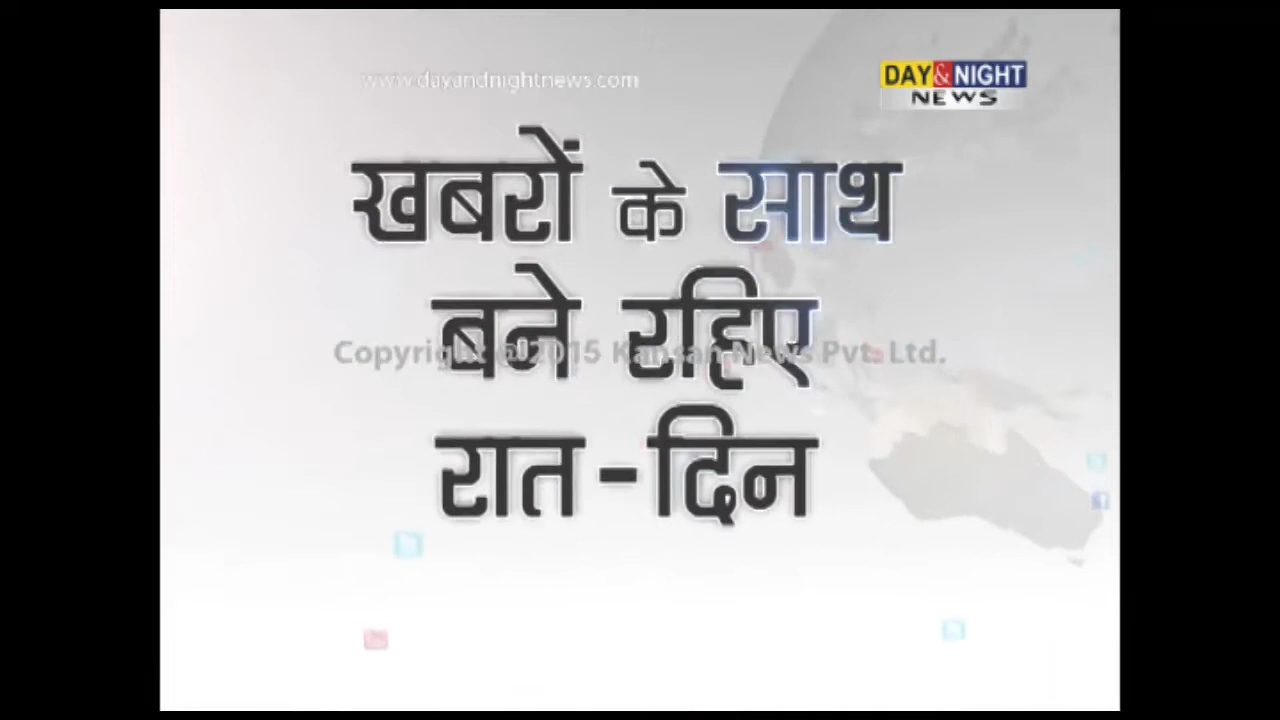 www.dayandnightnews.com
DAY & NIGHT
NEWS
खबरों के साथ
बने रहिए
Copyright @ 2015 Kansan News Pvt. Ltd.
रात - दिन